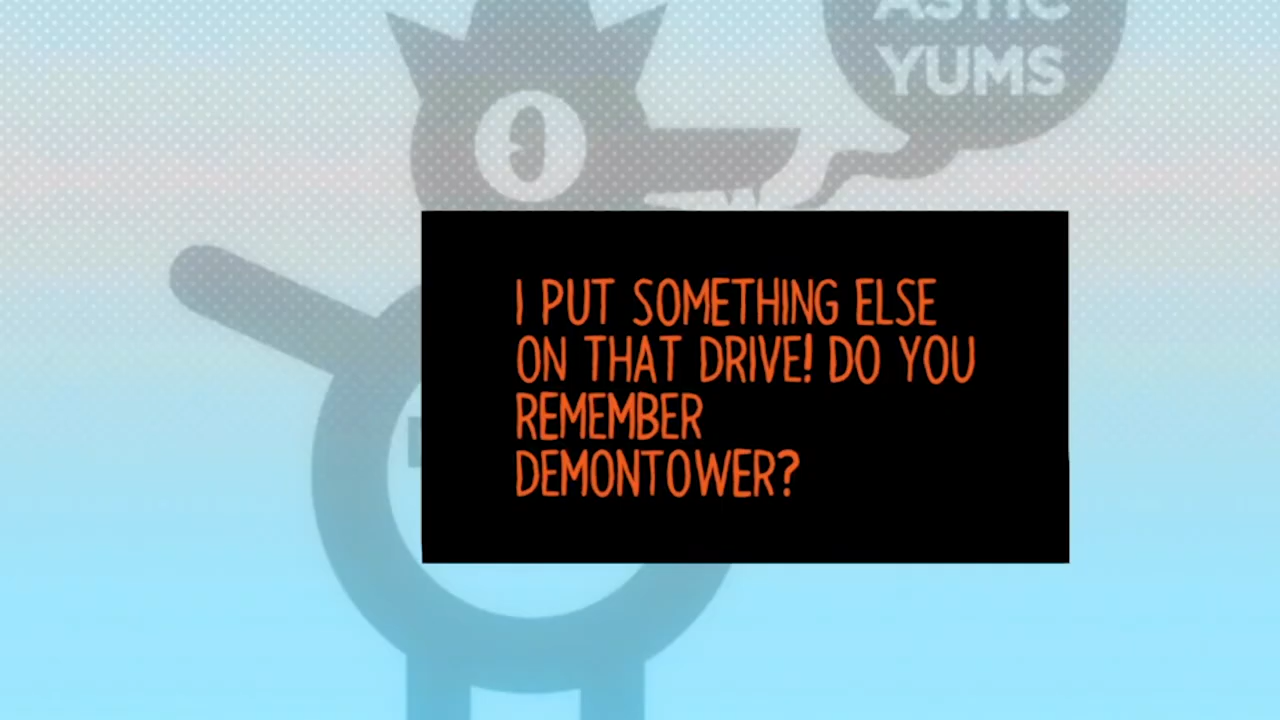 YUMS
I PUT SOMETHING ELSE
ON THAT DRIVE! DO YOU
REMEMBER
DEMONTOWER?